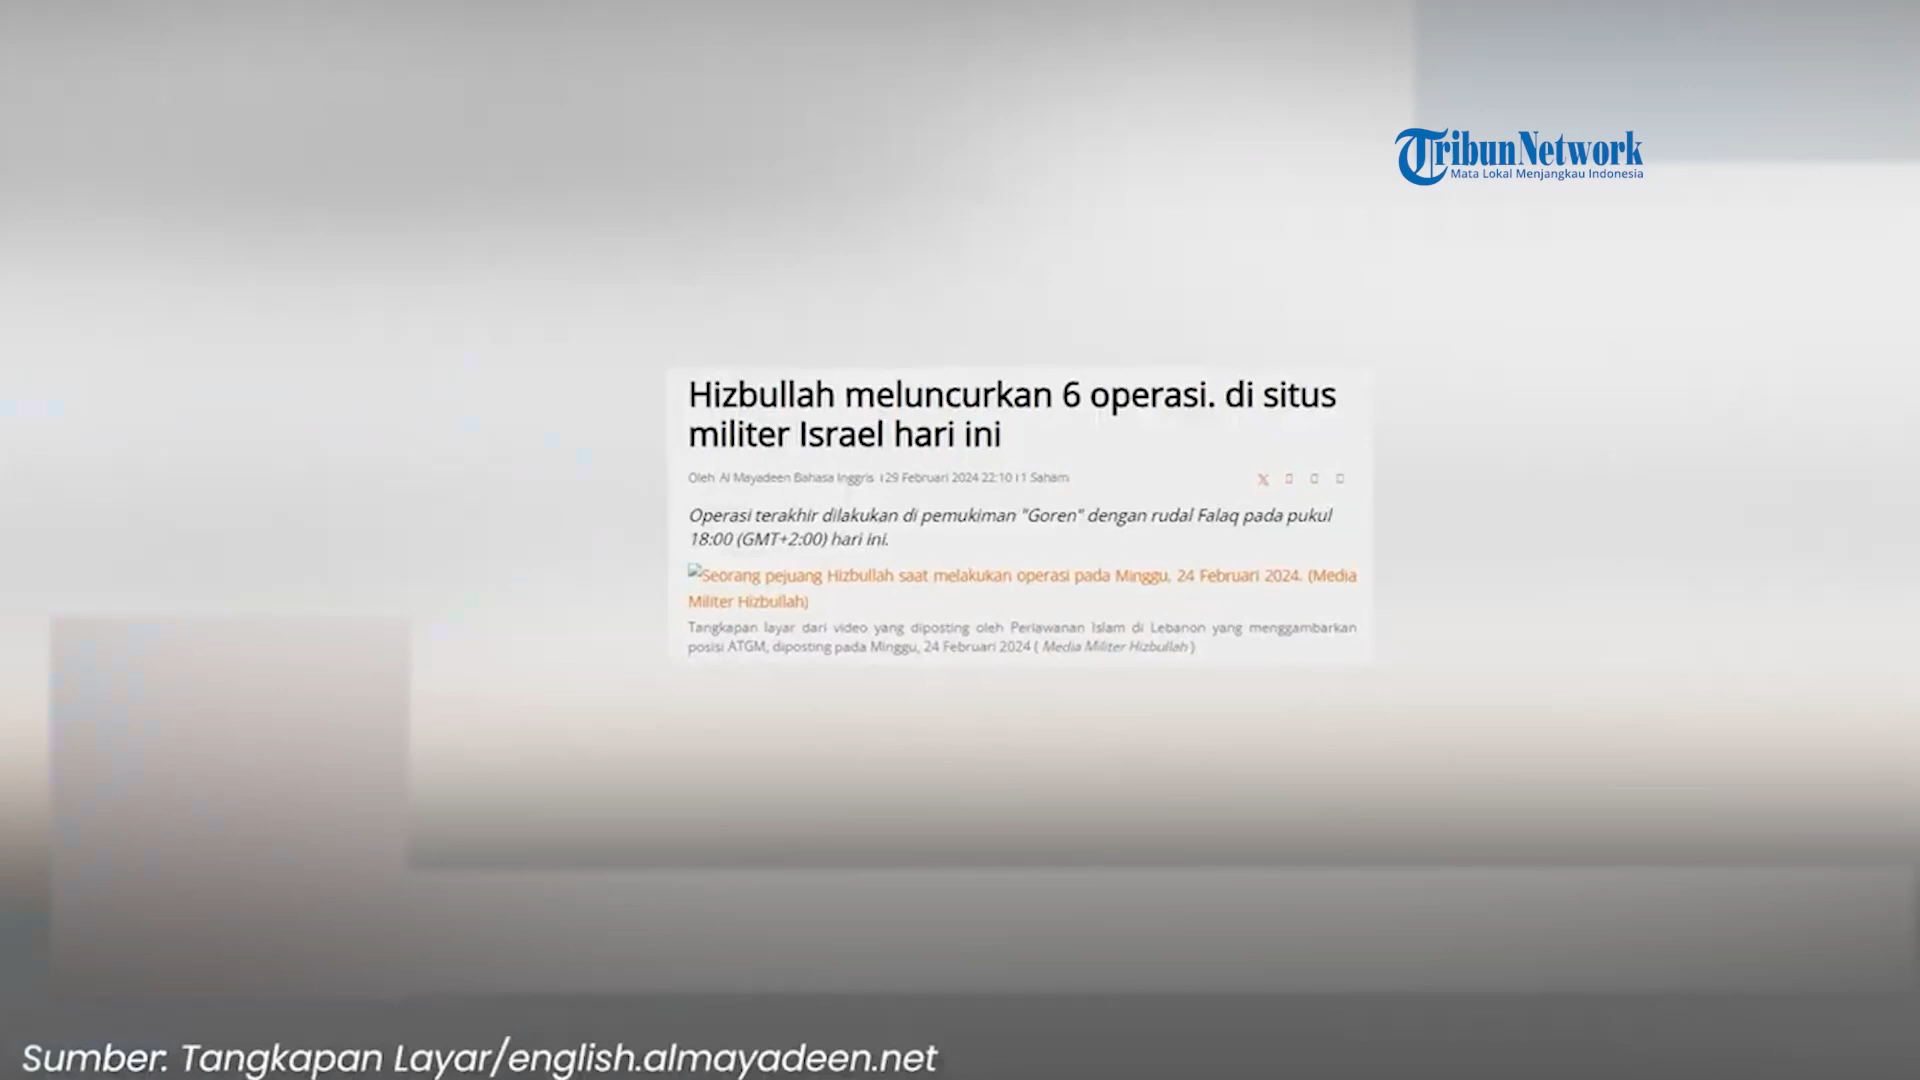 TribunNetwork
Mata Lokal Menjangkau Indonesia
Hizbullah meluncurkan 6 operasi. di situs
militer Israel hari ini
Oleh Al Mayadeen Bahasa Inggris 29 Februari 2024 22:10 1 Saham
Operasi terakhir dilakukan di pemukiman "Goren" dengan rudal Falaq pada pukul
18:00 (GMT+2:00) hari ini.
Seorang pejuang Hizbullah saat melakukan operasi pada Minggu, 24 Februari 2024. (Media
Militer Hizbullah)
Tangkapan layar dari video yang diposting oleh Perlawanan Islam di Lebanon yang menggambarkan
posisi ATGM, diposting pada Minggu, 24 Februari 2024 ( Media Militer Hizbullah )
Sumber: Tangkapan Layar/english.almayadeen.net